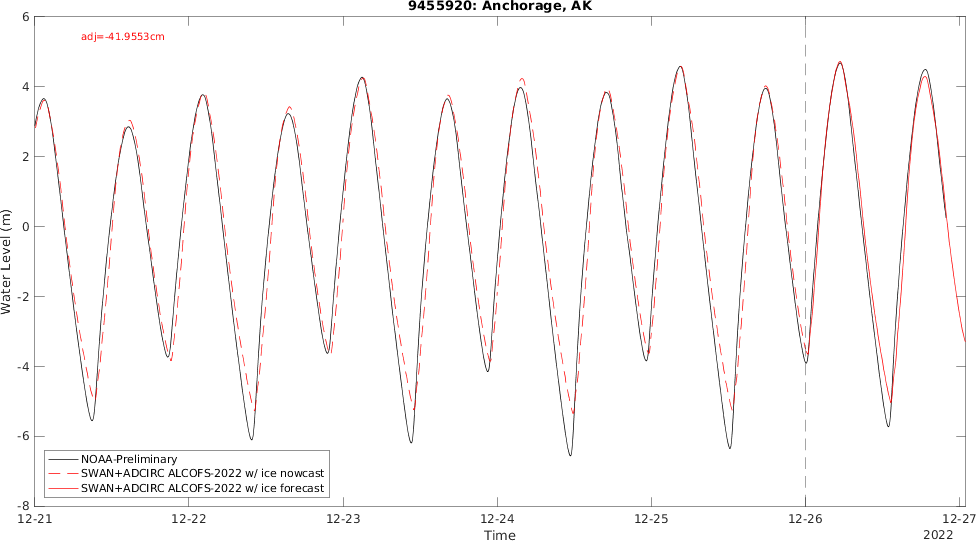 9455920: Anchorage, AK
adj=-41.9553cm
6
4
2
0
-2
-4
-6
-8
Water Level (m)
NOAA-Preliminary
SWAN+ADCIRC ALCOFS-2022 w/ ice nowcast
SWAN+ADCIRC ALCOFS-2022 w/ ice forecast
12-21
12-22
12-23
12-24
12-25
12-26
12-27
Time
2022